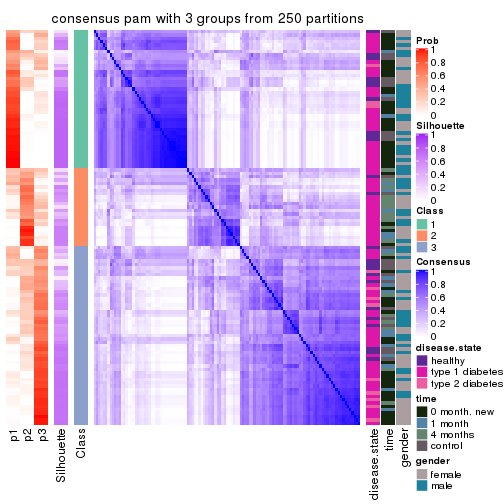 consensus pam with 3 groups from 250 partitions
Prob
1
0.8
0.6
0.4
0.2
0
Silhouette
1
0.8
0.6
0.4
0.2
0
Class
1
2
3
Consensus
1
0.8
0.6
0.4
0.2
0
disease.state
healthy
type 1 diabetes
type 2 diabetes
time
0 month, new
1 month
4 months
control
gender
female
male
p1
p2
p3
Silhouette
Class
disease.state
time
gender